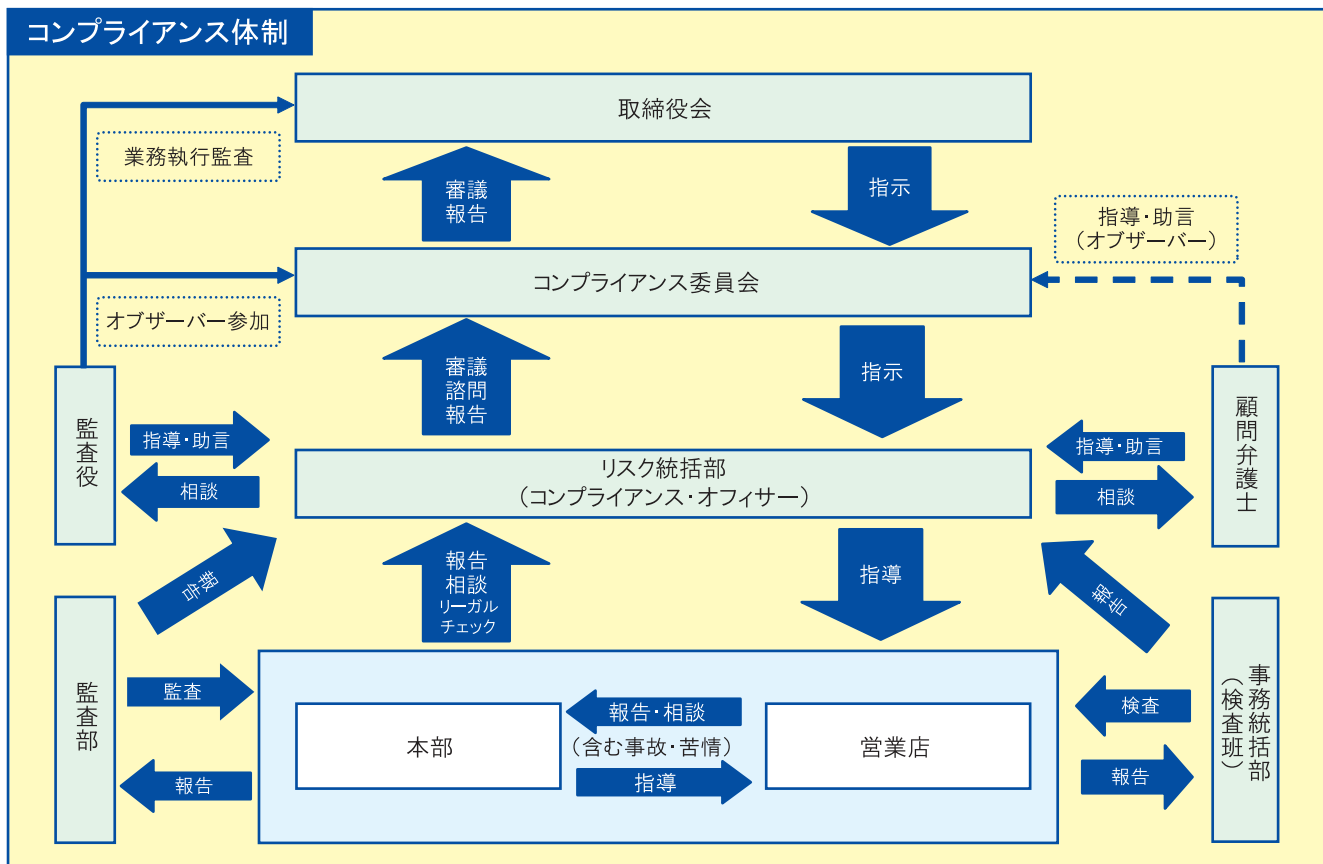 コンプライアンス体制
取締役会
業務執行監査
審議
報告
指示
指導・助言
（オブザーバー）
コンプライアンス委員会
オブザーバー参加
審議
諮問
報告
指示
監査役
指導・助言
相談
リスク統括部
（コンプライアンス・オフィサー）
指導・助言
相談
顧問弁護士
報告
報告
相談
リーガル
チェック
指導
報告
監査部
監査
報告
本部
報告・相談
（含む事故・苦情）
指導
営業店
検査
報告
事務統括部
（検査班）